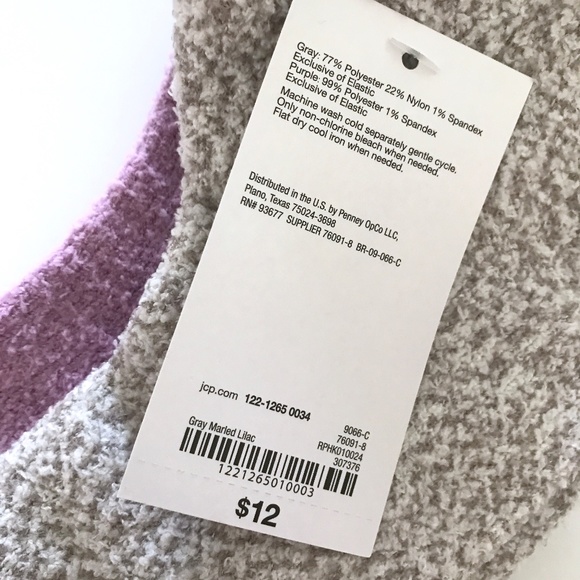 Gray: 77% Polyester 22% Nylon 1% Spandex
Exclusive of Elastic
Purple: 99% Polyester 1% Spandex
Exclusive of Elastic
Machine wash cold separately gentle cycle.
Only non-chlorine bleach when needed.
Flat dry cool iron when needed.
Distributed in the U.S. by Penney OpCo LLC,
Plano, Texas 75024-3698
RN# 93677 SUPPLIER 76091-8 BR-09-066-C
jcp.com 122-1265 0034
9066-C
76091-8
RPHK010024
307376
Gray Marled Lilac
1221265010003
$12